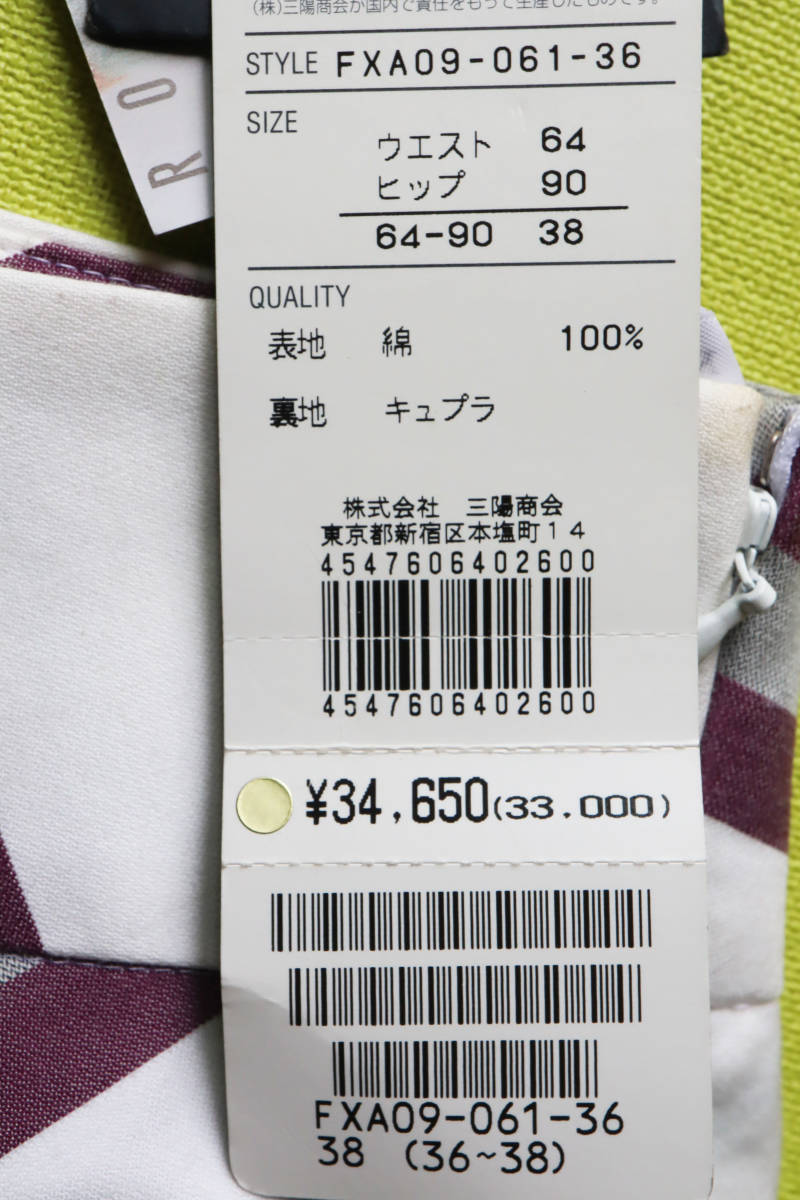 (株)三陽商会が国内で責任をもって生産したものです。
RO
STYLE FXA09-061-36
SIZE
ウエスト 64
ヒップ 90
64-90 38
QUALITY
表地 綿 100%
裏地 キュプラ
株式会社 三陽商会
東京都新宿区本塩町14
4547606402600
4547606402600
¥34,650(33.000)
FXA09-061-36
38 (36~38)